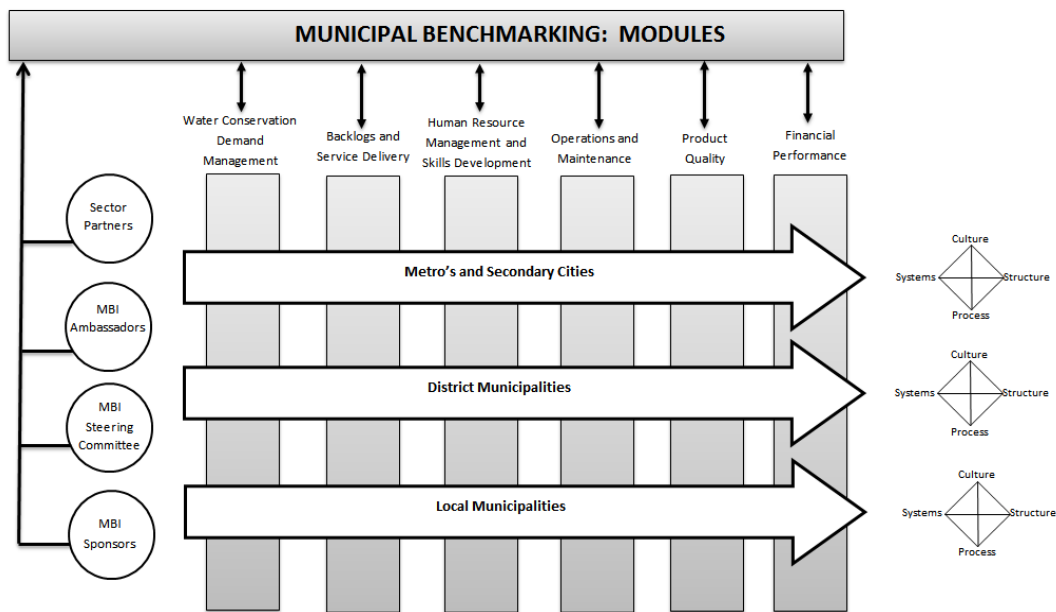 MUNICIPAL BENCHMARKING: MODULES
Water Conservation
Demand
Management
Backlogs and
Service Delivery
Human Resource
Management and
Skills Development
Operations and
Maintenance
Product
Quality
Financial
Performance
Sector
Partners
MBI
Ambassadors
MBI
Steering
Committee
MBI
Sponsors
Metro's and Secondary Cities
District Municipalities
Local Municipalities
Culture
Systems
Structure
Process
Culture
Systems
Structure
Process
Culture
Systems
Structure
Process